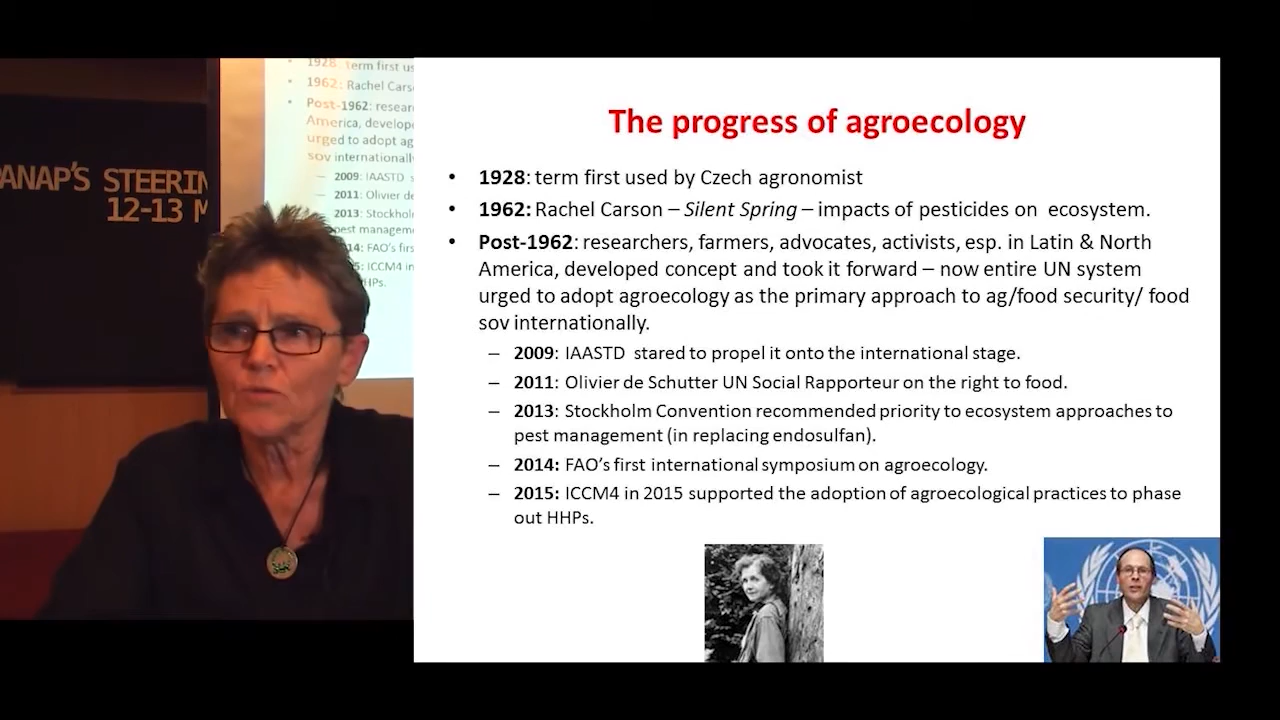 ANAP'S STEERIN
12-13 M
1928: term first us
1962: Rachel Cars
Post-1962: resear
America, develope
urged to adopt ag
sov internationall
– 2009: IAASTD s
– 2011: Olivier de
2013: Stockhol
pest manageme
14: FAO's firs
5: ICCM4 in
HPs.
The progress of agroecology
• 1928: term first used by Czech agronomist
• 1962: Rachel Carson – Silent Spring – impacts of pesticides on ecosystem.
• Post-1962: researchers, farmers, advocates, activists, esp. in Latin & North
America, developed concept and took it forward – now entire UN system
urged to adopt agroecology as the primary approach to ag/food security/ food
sov internationally.
– 2009: IAASTD stared to propel it onto the international stage.
– 2011: Olivier de Schutter UN Social Rapporteur on the right to food.
– 2013: Stockholm Convention recommended priority to ecosystem approaches to
pest management (in replacing endosulfan).
– 2014: FAO's first international symposium on agroecology.
– 2015: ICCM4 in 2015 supported the adoption of agroecological practices to phase
out HHPs.